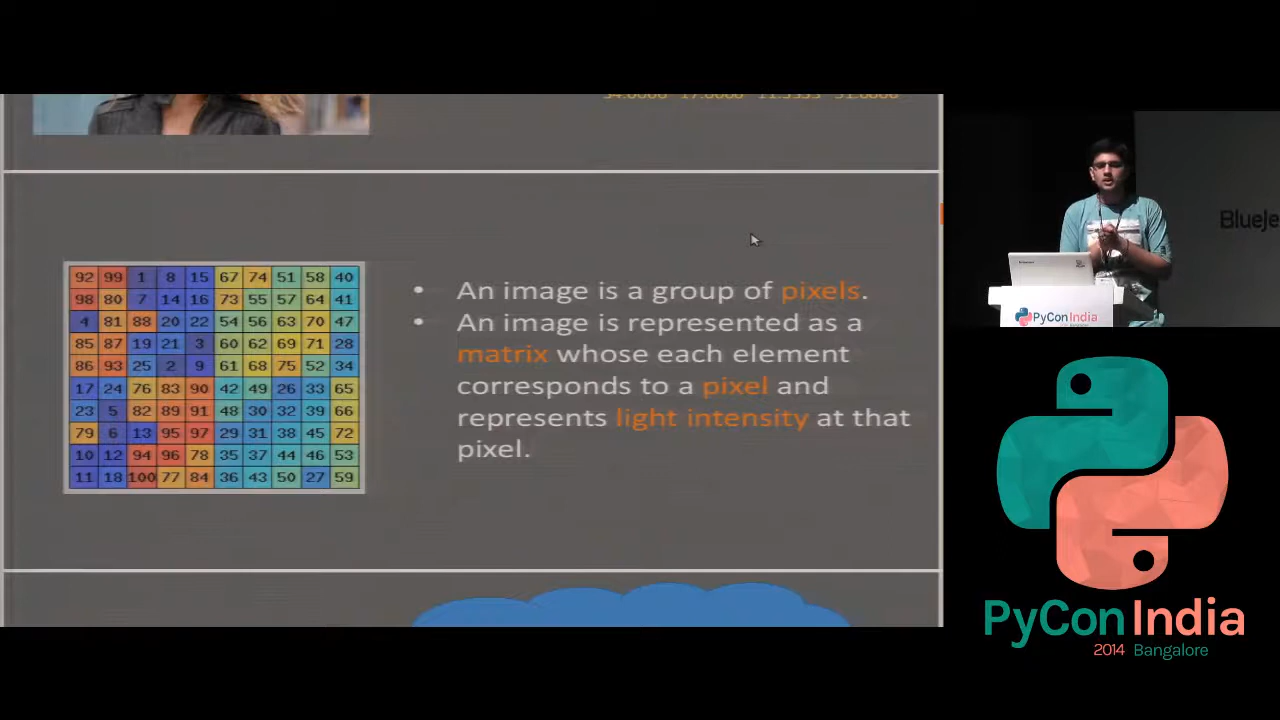 92 99 1 8 15 67 74 51 58 40
98 80 7 14 16 73 55 57 64 41
4 81 88 20 22 54 56 63 70 47
85 87 19 21 3 60 62 69 71 28
86 93 25 2 9 61 68 75 52 34
17 24 76 83 90 42 49 26 33 65
23 5 82 89 91 48 30 32 39 66
79 6 13 95 97 29 31 38 45 72
10 12 94 96 78 35 37 44 46 53
11 18 100 77 84 36 43 50 27 59
• An image is a group of pixels.
• An image is represented as a
matrix whose each element
corresponds to a pixel and
represents light intensity at that
pixel.
BlueJe
PyConIndia
PyCon India
2014 Bangalore